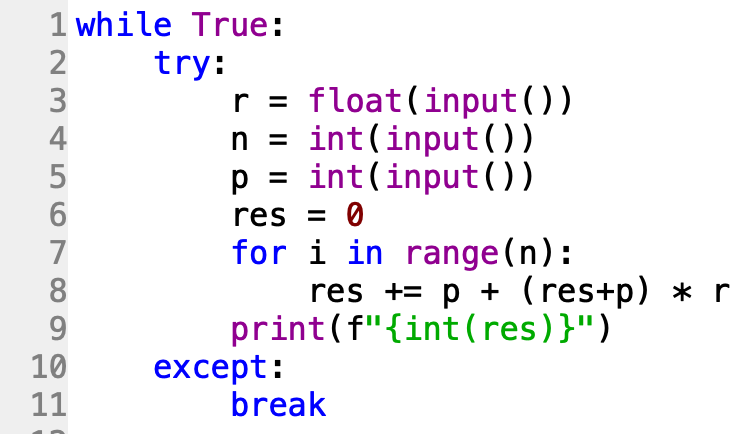 1 while True:
2     try:
3         r = float(input())
4         n = int(input())
5         p = int(input())
6         res = 0
7         for i in range(n):
8             res += p + (res+p) * r
9         print(f"{int(res)}")
10     except:
11         break